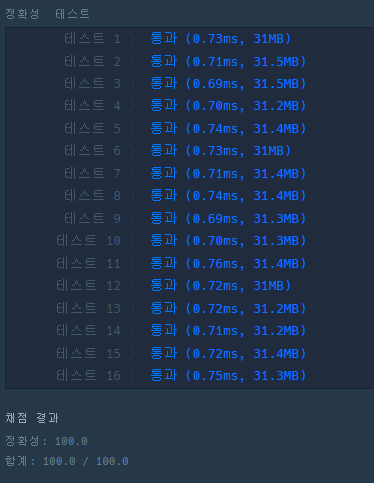 정확성 테스트
테스트 1 〉 통과 (0.73ms, 31MB)
테스트 2 〉 통과 (0.71ms, 31.5MB)
테스트 3 〉 통과 (0.69ms, 31.5MB)
테스트 4 〉 통과 (0.70ms, 31.2MB)
테스트 5 〉 통과 (0.74ms, 31.4MB)
테스트 6 〉 통과 (0.73ms, 31MB)
테스트 7 〉 통과 (0.71ms, 31.4MB)
테스트 8 〉 통과 (0.74ms, 31.4MB)
테스트 9 〉 통과 (0.69ms, 31.3MB)
테스트 10 〉 통과 (0.70ms, 31.3MB)
테스트 11 〉 통과 (0.76ms, 31.4MB)
테스트 12 〉 통과 (0.72ms, 31MB)
테스트 13 〉 통과 (0.72ms, 31.2MB)
테스트 14 〉 통과 (0.71ms, 31.2MB)
테스트 15 〉 통과 (0.72ms, 31.4MB)
테스트 16 〉 통과 (0.75ms, 31.3MB)
채점 결과
정확성: 100.0
합계: 100.0 / 100.0